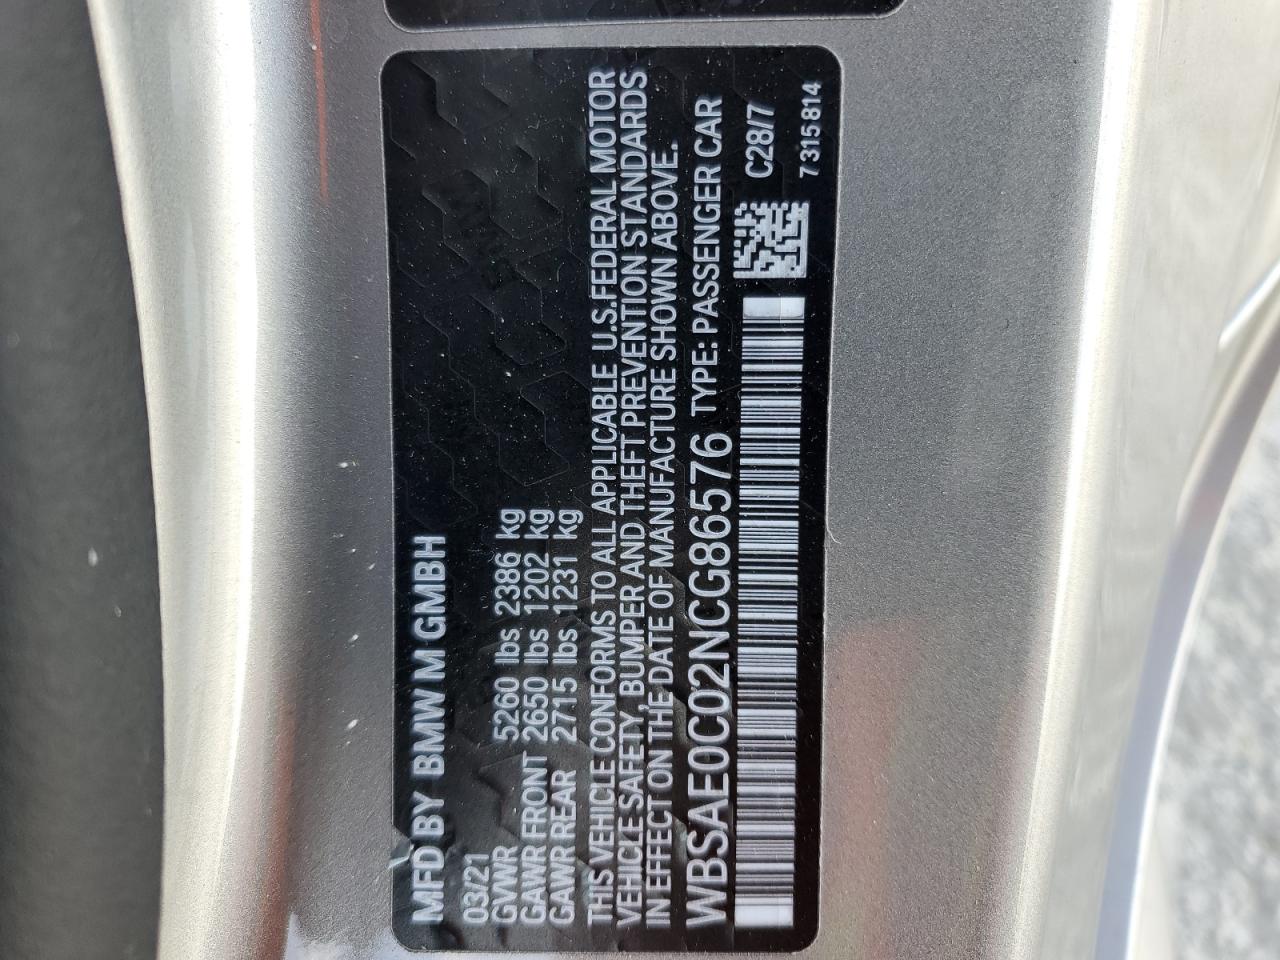 MFD BY BMW M GMBH
03/21
GVWR 5260 lbs 2386 kg
GAWR FRONT 2650 lbs 1202 kg
GAWR REAR 2715 lbs 1231 kg
THIS VEHICLE CONFORMS TO ALL APPLICABLE U.S.FEDERAL MOTOR
VEHICLE SAFETY, BUMPER AND THEFT PREVENTION STANDARDS
IN EFFECT ON THE DATE OF MANUFACTURE SHOWN ABOVE.
WBSAE0C02NCG86576 TYPE: PASSENGER CAR
C28/7
7 315 814